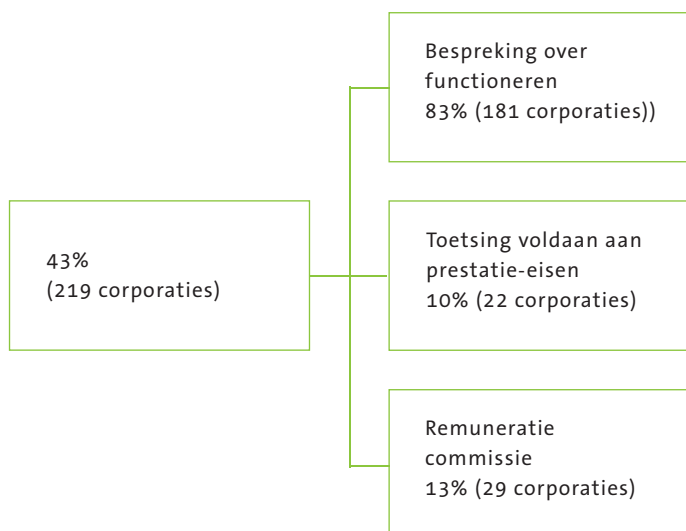 Bespreking over
functioneren
83% (181 corporaties))
43%
(219 corporaties)
Toetsing voldaan aan
prestatie-eisen
10% (22 corporaties)
Remuneratie
commissie
13% (29 corporaties)